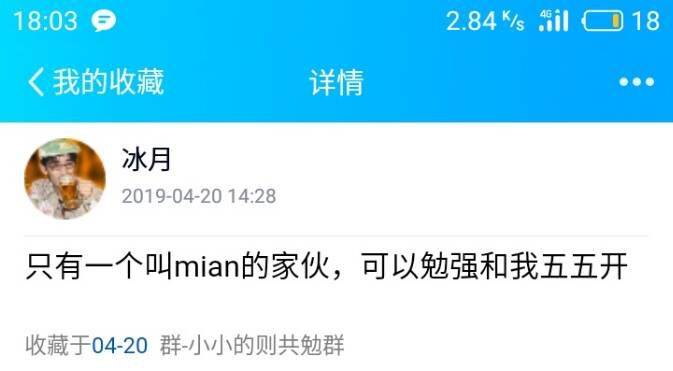 18:03 2.84 K/s 4G 18
我的收藏 详情
冰月
2019-04-20 14:28
只有一个叫mian的家伙，可以勉强和我五五开
收藏于04-20 群-小小的则共勉群